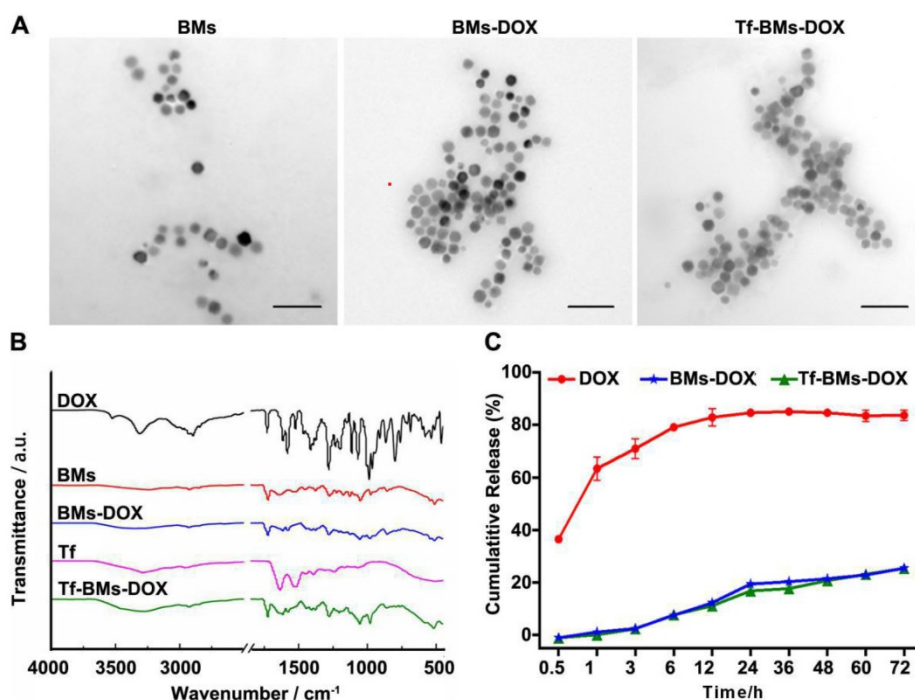 A
BMs
BMs-DOX
Tf-BMs-DOX
B
DOX
BMs
BMs-DOX
Tf
Tf-BMs-DOX
Transmittance / a.u.
4000 3000 1500 1000 500
Wavenumber / cm-1
C
DOX BMs-DOX Tf-BMs-DOX
Cumulatitive Release (%)
100
80
60
40
20
0
0.5 1 3 6 12 24 36 48 60 72
Time/h